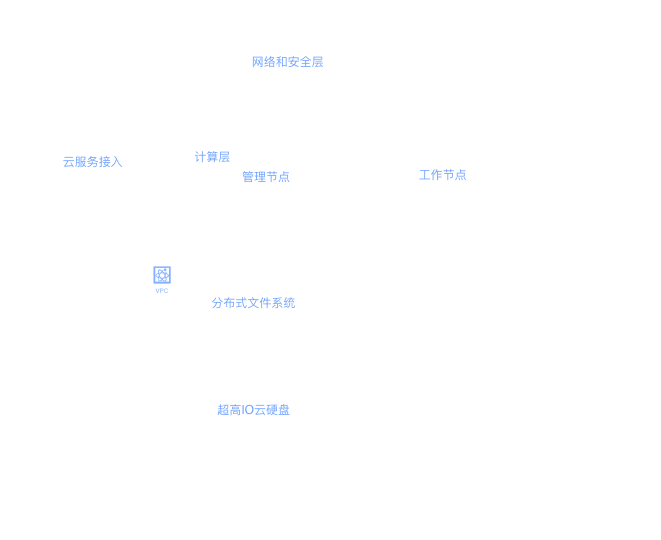 网络和安全层
云服务接入
计算层
管理节点
工作节点
VPC
分布式文件系统
超高IO云硬盘